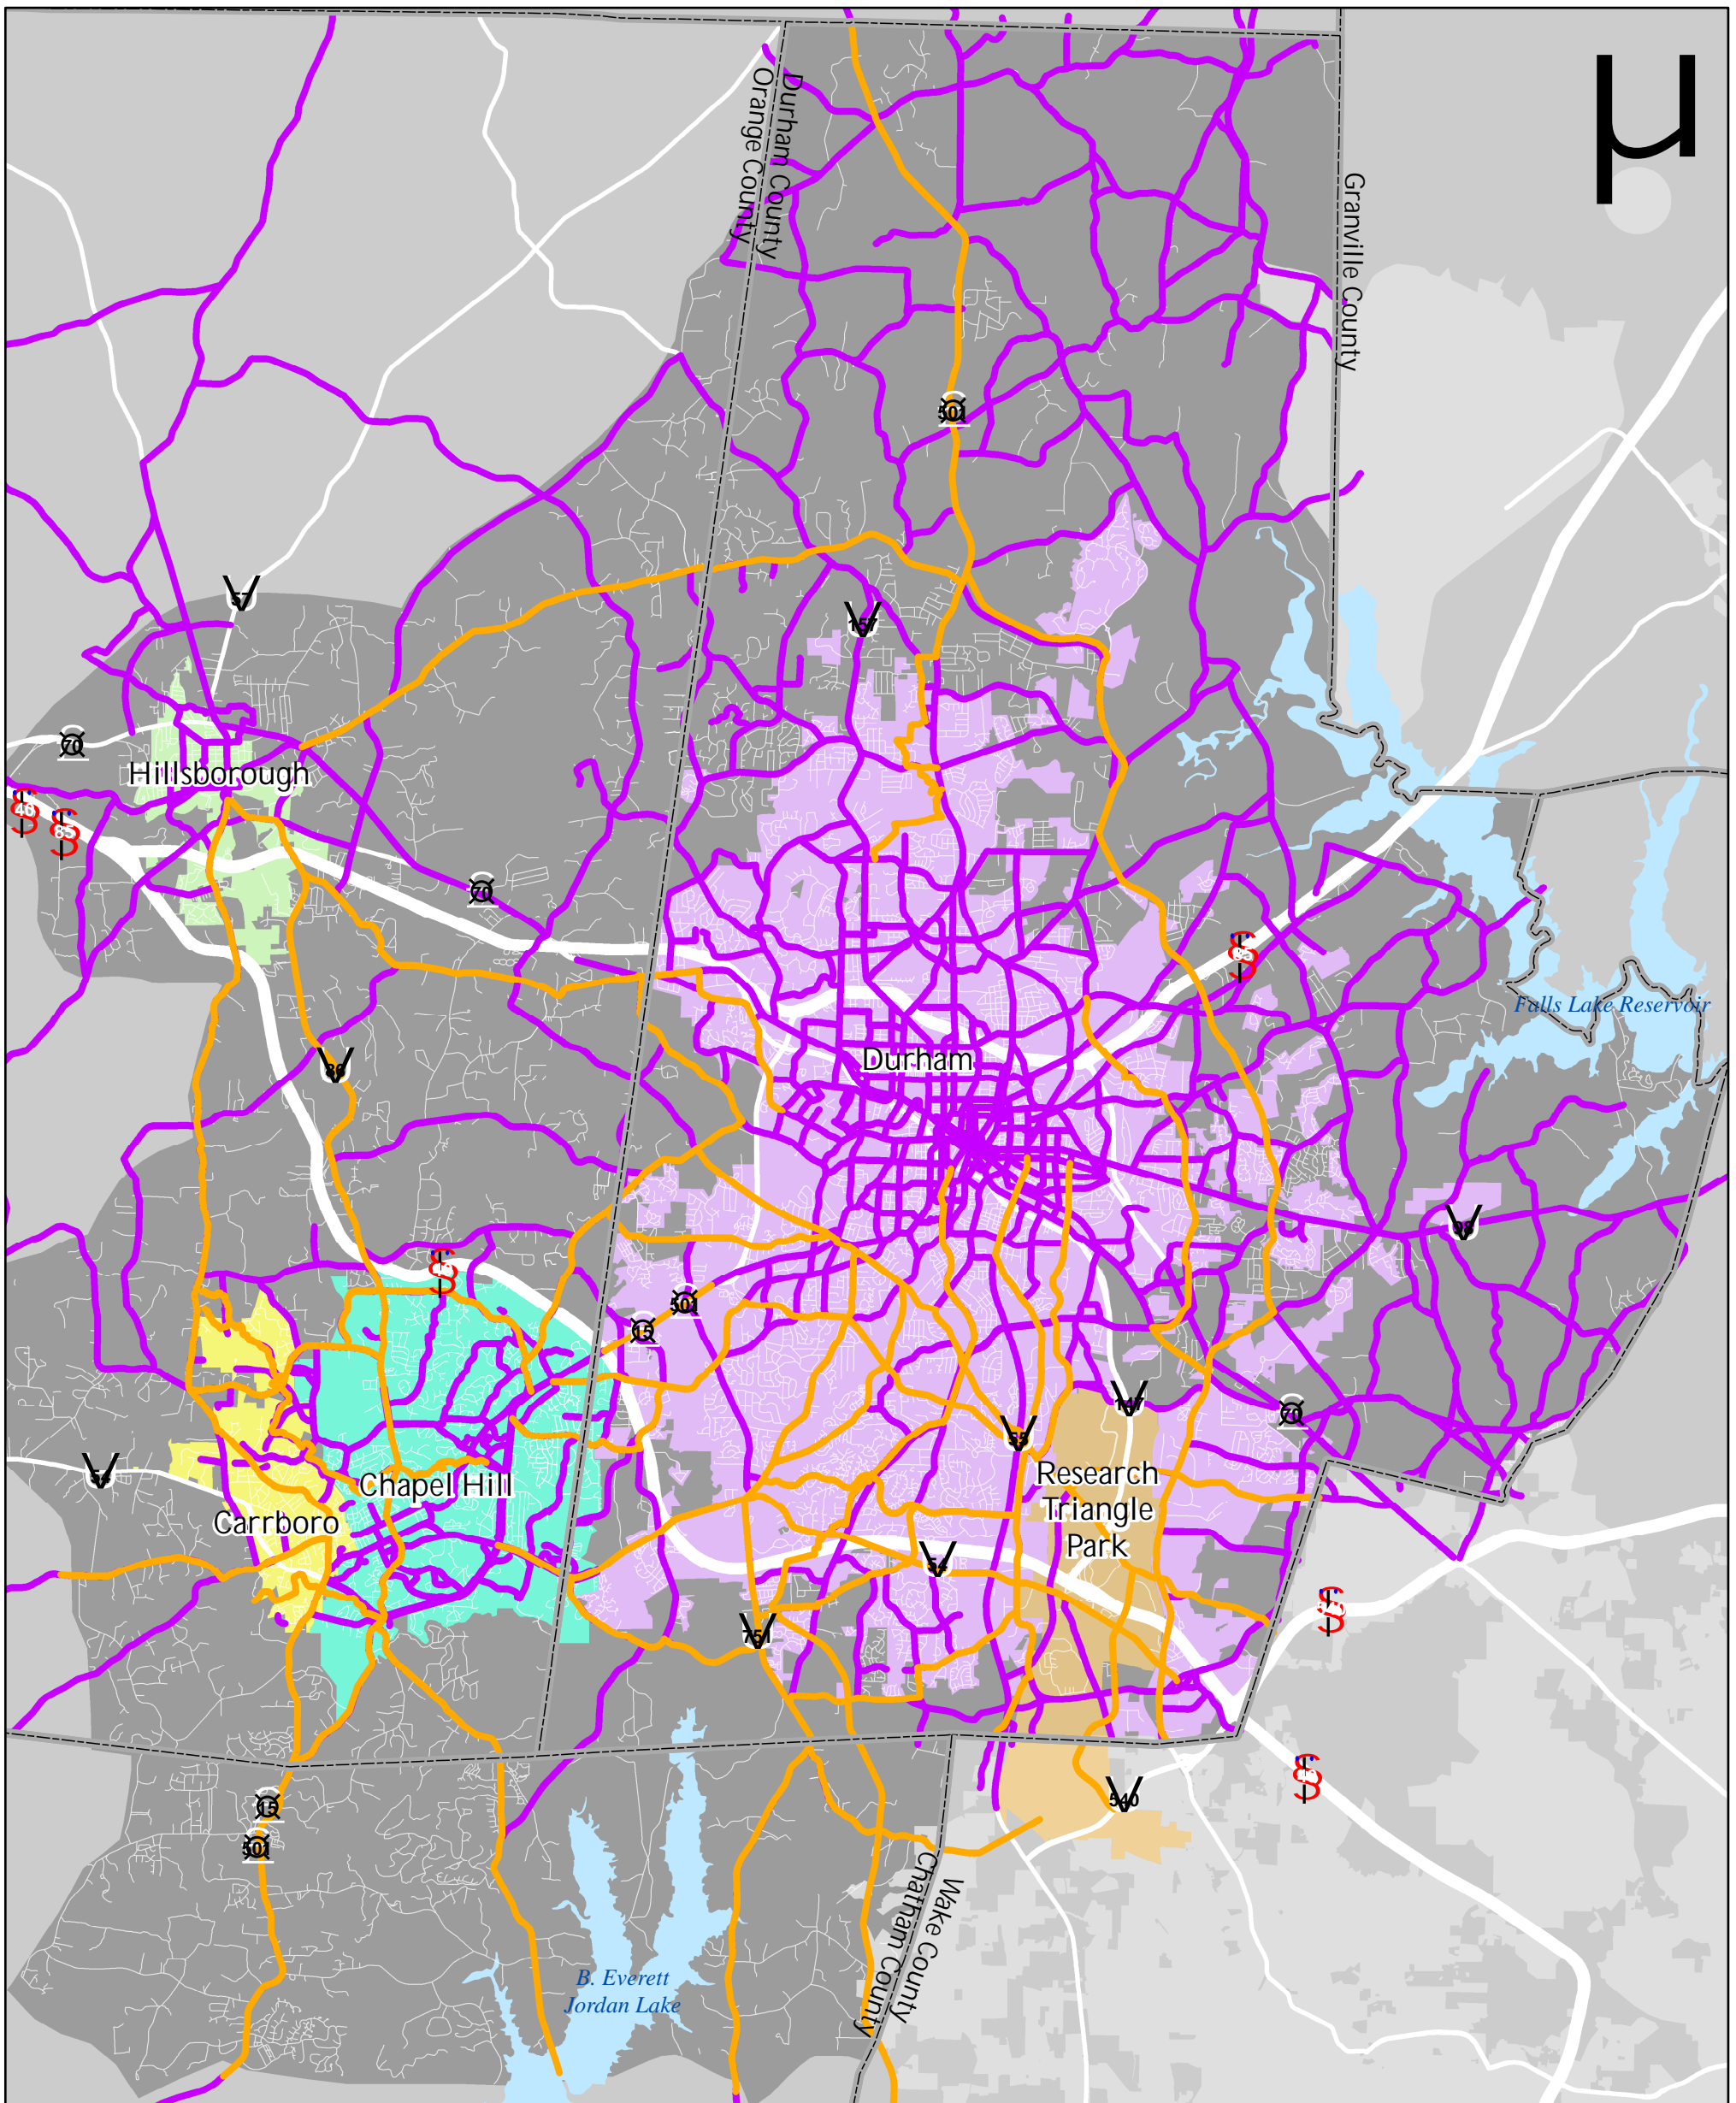 µ
Durham County
Orange County
Granville County
501
57
157
70
Hillsborough
85
70
Falls Lake Reservoir
Durham
86
98
501
15
147
70
55
54
Chapel Hill
Research
Triangle
Park
Carrboro
54
751
540
15
501
Wake County
Chatham County
B. Everett
Jordan Lake